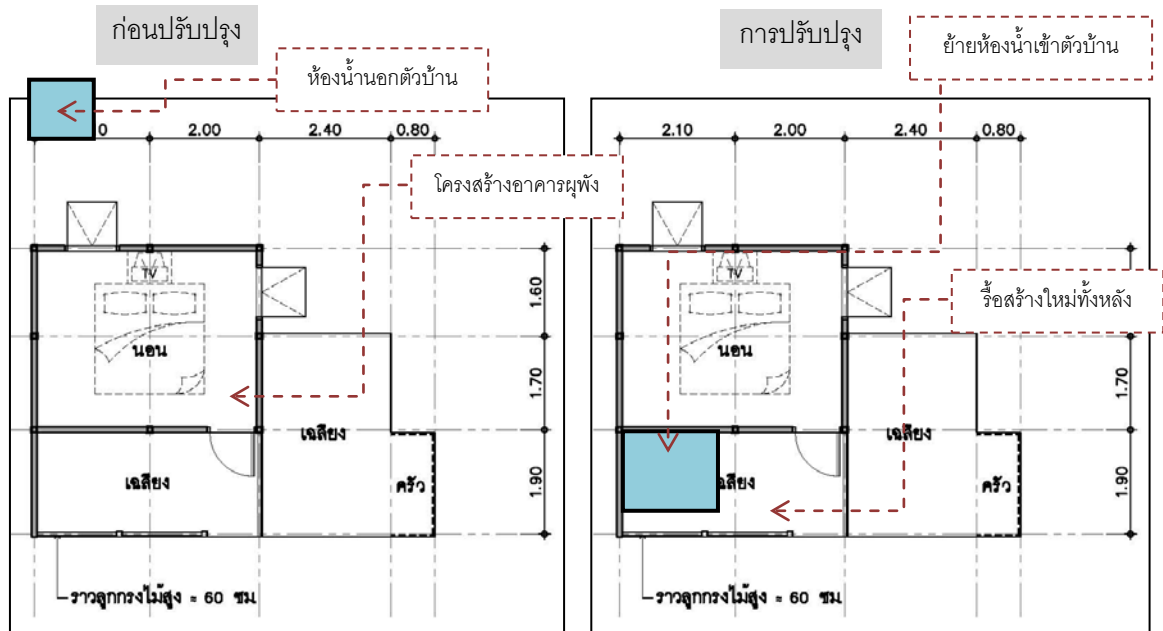 ก่อนปรับปรุง
ห้องน้ำนอกตัวบ้าน
0 2.00 2.40 0.80
โครงสร้างอาคารผุพัง
TV
นอน
1.60
1.70
1.90
เฉลียง
เฉลียง
ครัว
ราวลูกกรงไม้สูง = 60 ซม.
การปรับปรุง
ย้ายห้องน้ำเข้าตัวบ้าน
2.10 2.00 2.40 0.80
รื้อสร้างใหม่ทั้งหลัง
TV
นอน
1.70
1.90
เฉลียง
ฉลียง
ครัว
ราวลูกกรงไม้สูง = 60 ซม.